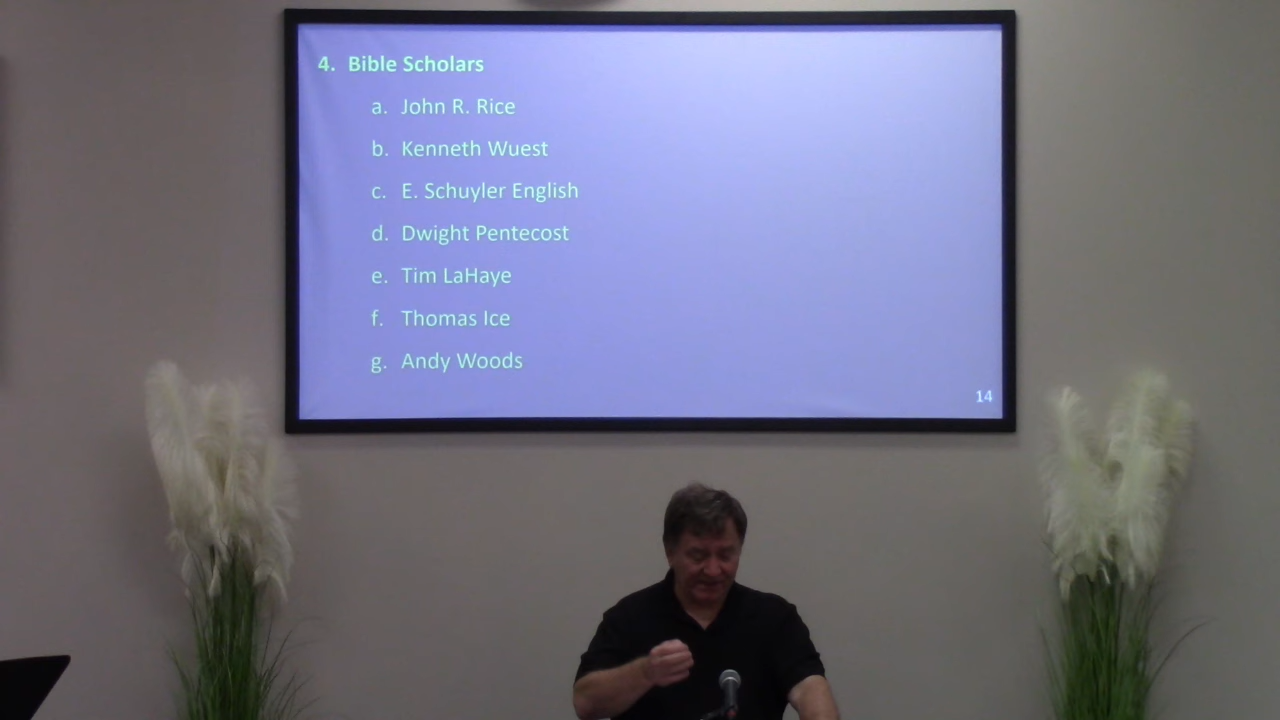 4. Bible Scholars
a. John R. Rice
b. Kenneth Wuest
c. E. Schuyler English
d. Dwight Pentecost
e. Tim LaHaye
f. Thomas Ice
g. Andy Woods
14